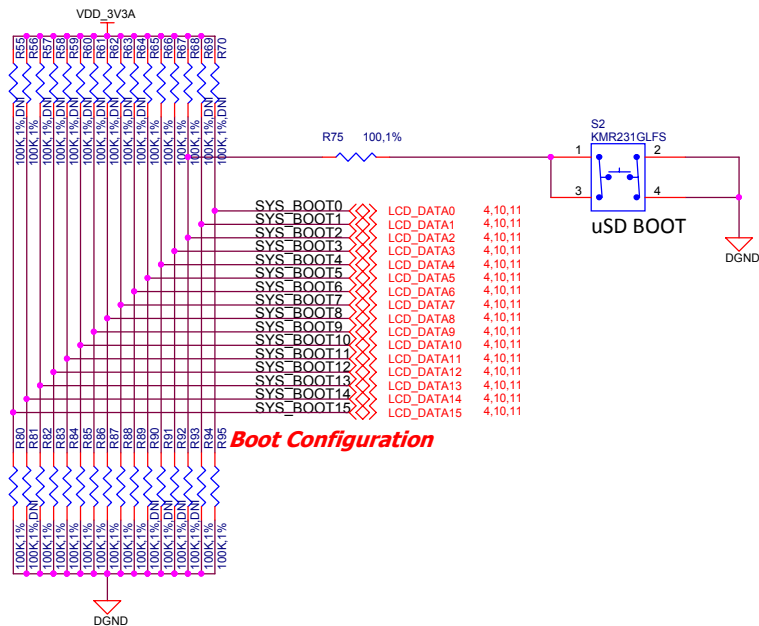 VDD_3V3A
R55
R56
R57
R58
R59
R60
R61
R62
R63
R64
R65
R66
R67
R68
R69
R70
100K,1%,DNI
100K,1%
100K,1%,DNI
100K,1%,DNI
100K,1%,DNI
100K,1%,DNI
100K,1%,DNI
100K,1%,DNI
100K,1%,DNI
100K,1%,DNI
100K,1%
100K,1%
100K,1%
100K,1%
100K,1%,DNI
100K,1%,DNI
R75 100,1%
S2
KMR231GLFS
1 2
3 4
uSD BOOT
DGND
SYS_BOOT0 LCD_DATA0 4,10,11
SYS_BOOT1 LCD_DATA1 4,10,11
SYS_BOOT2 LCD_DATA2 4,10,11
SYS_BOOT3 LCD_DATA3 4,10,11
SYS_BOOT4 LCD_DATA4 4,10,11
SYS_BOOT5 LCD_DATA5 4,10,11
SYS_BOOT6 LCD_DATA6 4,10,11
SYS_BOOT7 LCD_DATA7 4,10,11
SYS_BOOT8 LCD_DATA8 4,10,11
SYS_BOOT9 LCD_DATA9 4,10,11
SYS_BOOT10 LCD_DATA10 4,10,11
SYS_BOOT11 LCD_DATA11 4,10,11
SYS_BOOT12 LCD_DATA12 4,10,11
SYS_BOOT13 LCD_DATA13 4,10,11
SYS_BOOT14 LCD_DATA14 4,10,11
SYS_BOOT15 LCD_DATA15 4,10,11
Boot Configuration
R80
R81
R82
R83
R84
R85
R86
R87
R88
R89
R90
R91
R92
R93
R94
R95
100K,1%
100K,1%,DNI
100K,1%
100K,1%
100K,1%
100K,1%
100K,1%
100K,1%
100K,1%
100K,1%
100K,1%,DNI
100K,1%,DNI
100K,1%,DNI
100K,1%,DNI
100K,1%
100K,1%
DGND